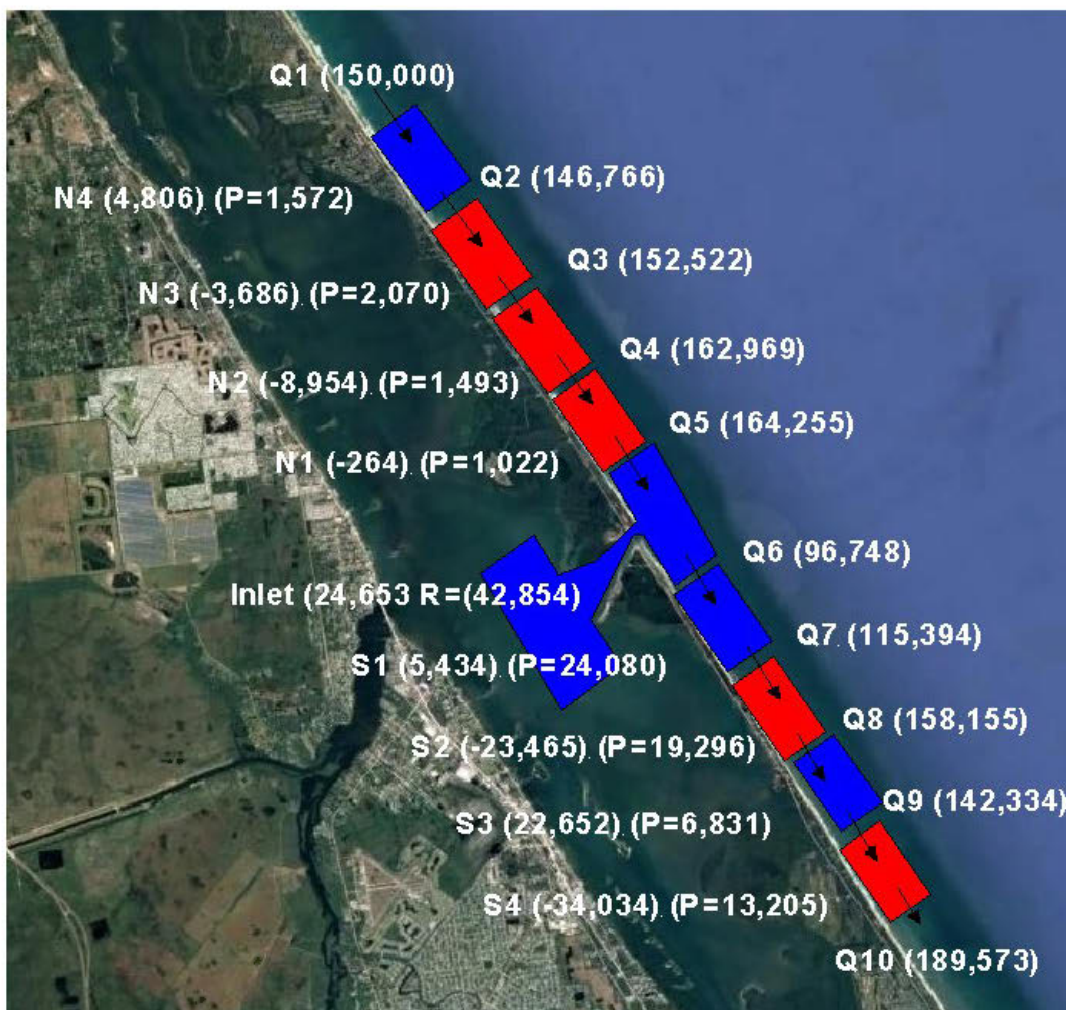 Q1 (150,000)
Q2 (146,766)
N4 (4,806) (P=1,572)
Q3 (152,522)
N3 (-3,686) (P=2,070)
Q4 (162,969)
N2 (-8,954) (P=1,493)
Q5 (164,255)
N1 (-264) (P=1,022)
Q6 (96,748)
Inlet (24,653 R=(42,854)
Q7 (115,394)
S1 (5,434) (P=24,080)
Q8 (158,155)
S2 (-23,465) (P=19,296)
Q9 (142,334)
S3 (22,652) (P=6,831)
S4 (-34,034) (P=13,205)
Q10 (189,573)